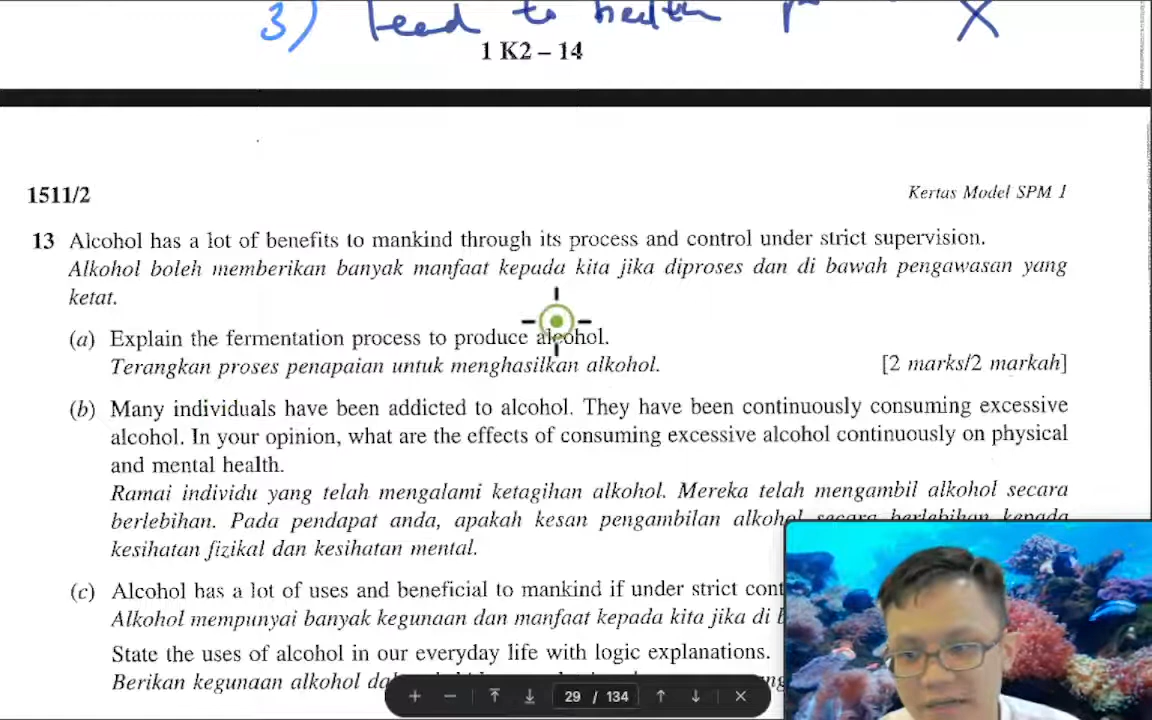 3) lead to health
1 K2 – 14
1511/2
Kertas Model SPM 1
13 Alcohol has a lot of benefits to mankind through its process and control under strict supervision.
Alkohol boleh memberikan banyak manfaat kepada kita jika diproses dan di bawah pengawasan yang
ketat.
(a) Explain the fermentation process to produce alcohol.
Terangkan proses penapaian untuk menghasilkan alkohol. [2 marks/2 markah]
(b) Many individuals have been addicted to alcohol. They have been continuously consuming excessive
alcohol. In your opinion, what are the effects of consuming excessive alcohol continuously on physical
and mental health.
Ramai individu yang telah mengalami ketagihan alkohol. Mereka telah mengambil alkohol secara
berlebihan. Pada pendapat anda, apakah kesan pengambilan alkohol secara berlebihan kepada
kesihatan fizikal dan kesihatan mental.
(c) Alcohol has a lot of uses and beneficial to mankind if under strict
Alkohol mempunyai banyak kegunaan dan manfaat kepada kita jika di
State the uses of alcohol in our everyday life with logic explanations.
Berikan kegunaan alkohol
29 / 134